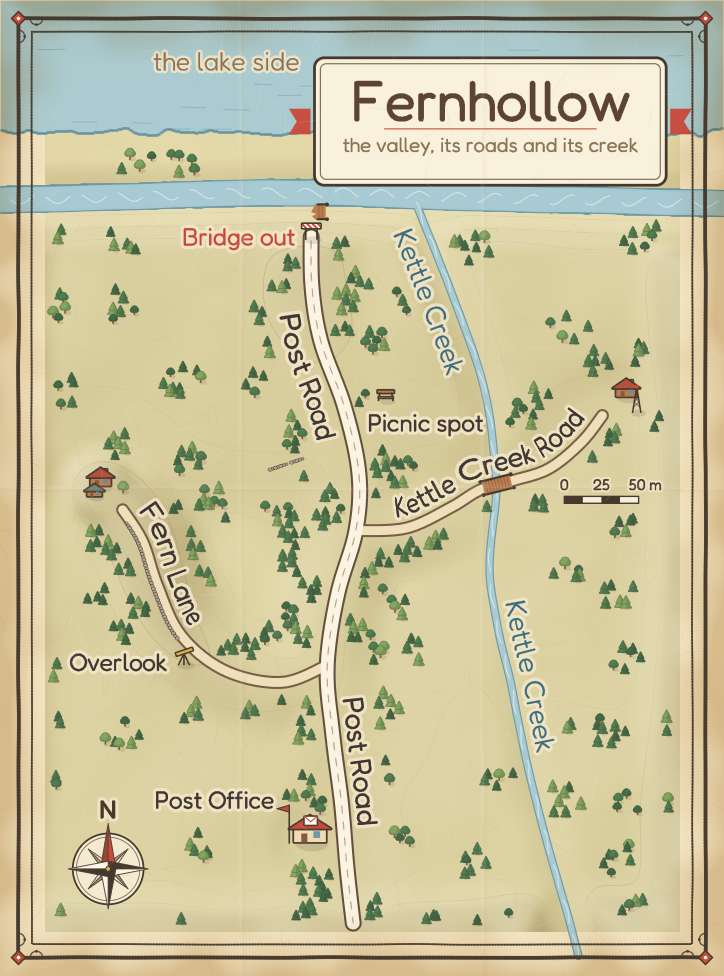 the lake side
Fernhollow
the valley, its roads and its creek
Bridge out
Kettle Creek
Post Road
Picnic spot
Kettle Creek Road
0 25 50 m
Fern Lane
Kettle Creek
Overlook
Post Road
Post Office
N